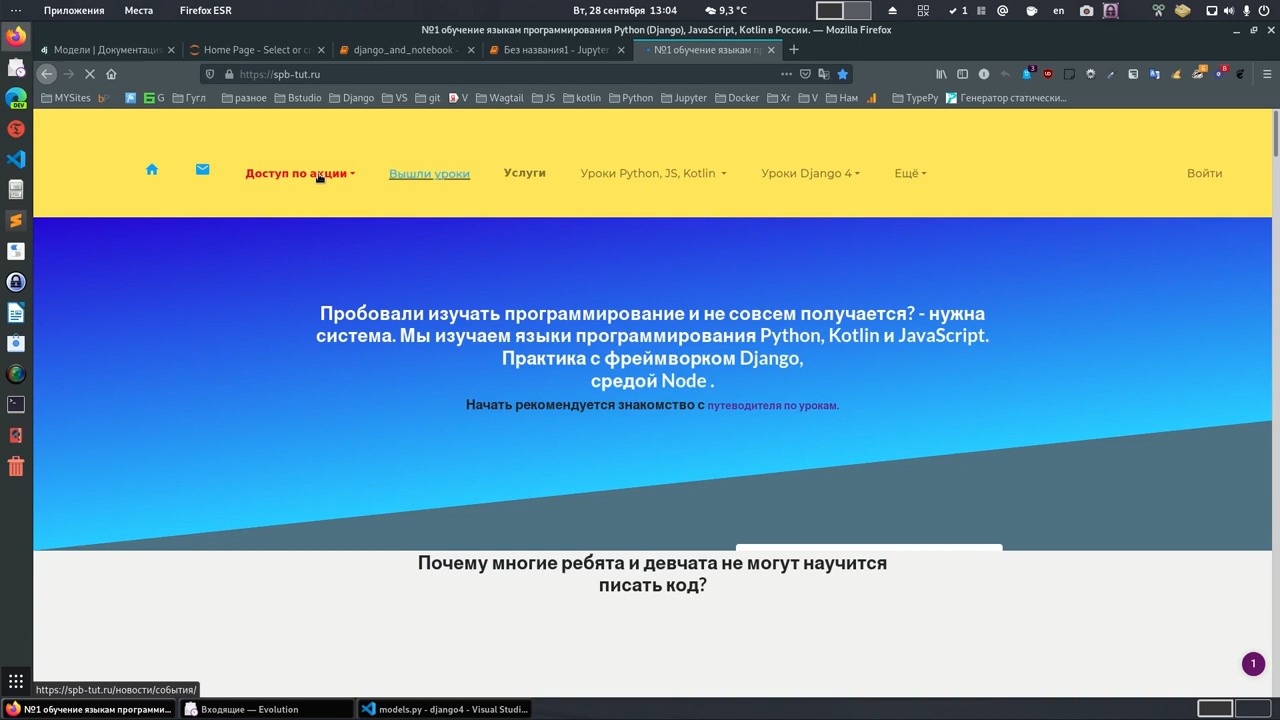 Приложения Места Firefox ESR Вт, 28 сентября 13:04 9,3 °C 1 en
№1 обучение языкам программирования Python (Django), JavaScript, Kotlin в России. — Mozilla Firefox
Модели | Документаци Home Page - Select or cr django_and_notebook - Без названия1 - Jupyter №1 обучение языкам пр
https://spb-tut.ru
MYSites Гугл разное Bstudio Django VS git V Wagtail JS kotlin Python Jupyter Docker Xr V Нам TypePy Генератор статически...
Доступ по акции Вышли уроки Услуги Уроки Python, JS, Kotlin Уроки Django 4 Ещё Войти
Пробовали изучать программирование и не совсем получается? - нужна
система. Мы изучаем языки программирования Python, Kotlin и JavaScript.
Практика с фреймворком Django,
средой Node .
Начать рекомендуется знакомство с путеводителя по урокам.
Почему многие ребята и девчата не могут научится
писать код?
1
https://spb-tut.ru/новости/события/
№1 обучение языкам программи... Входящие — Evolution models.py - django4 - Visual Studi...